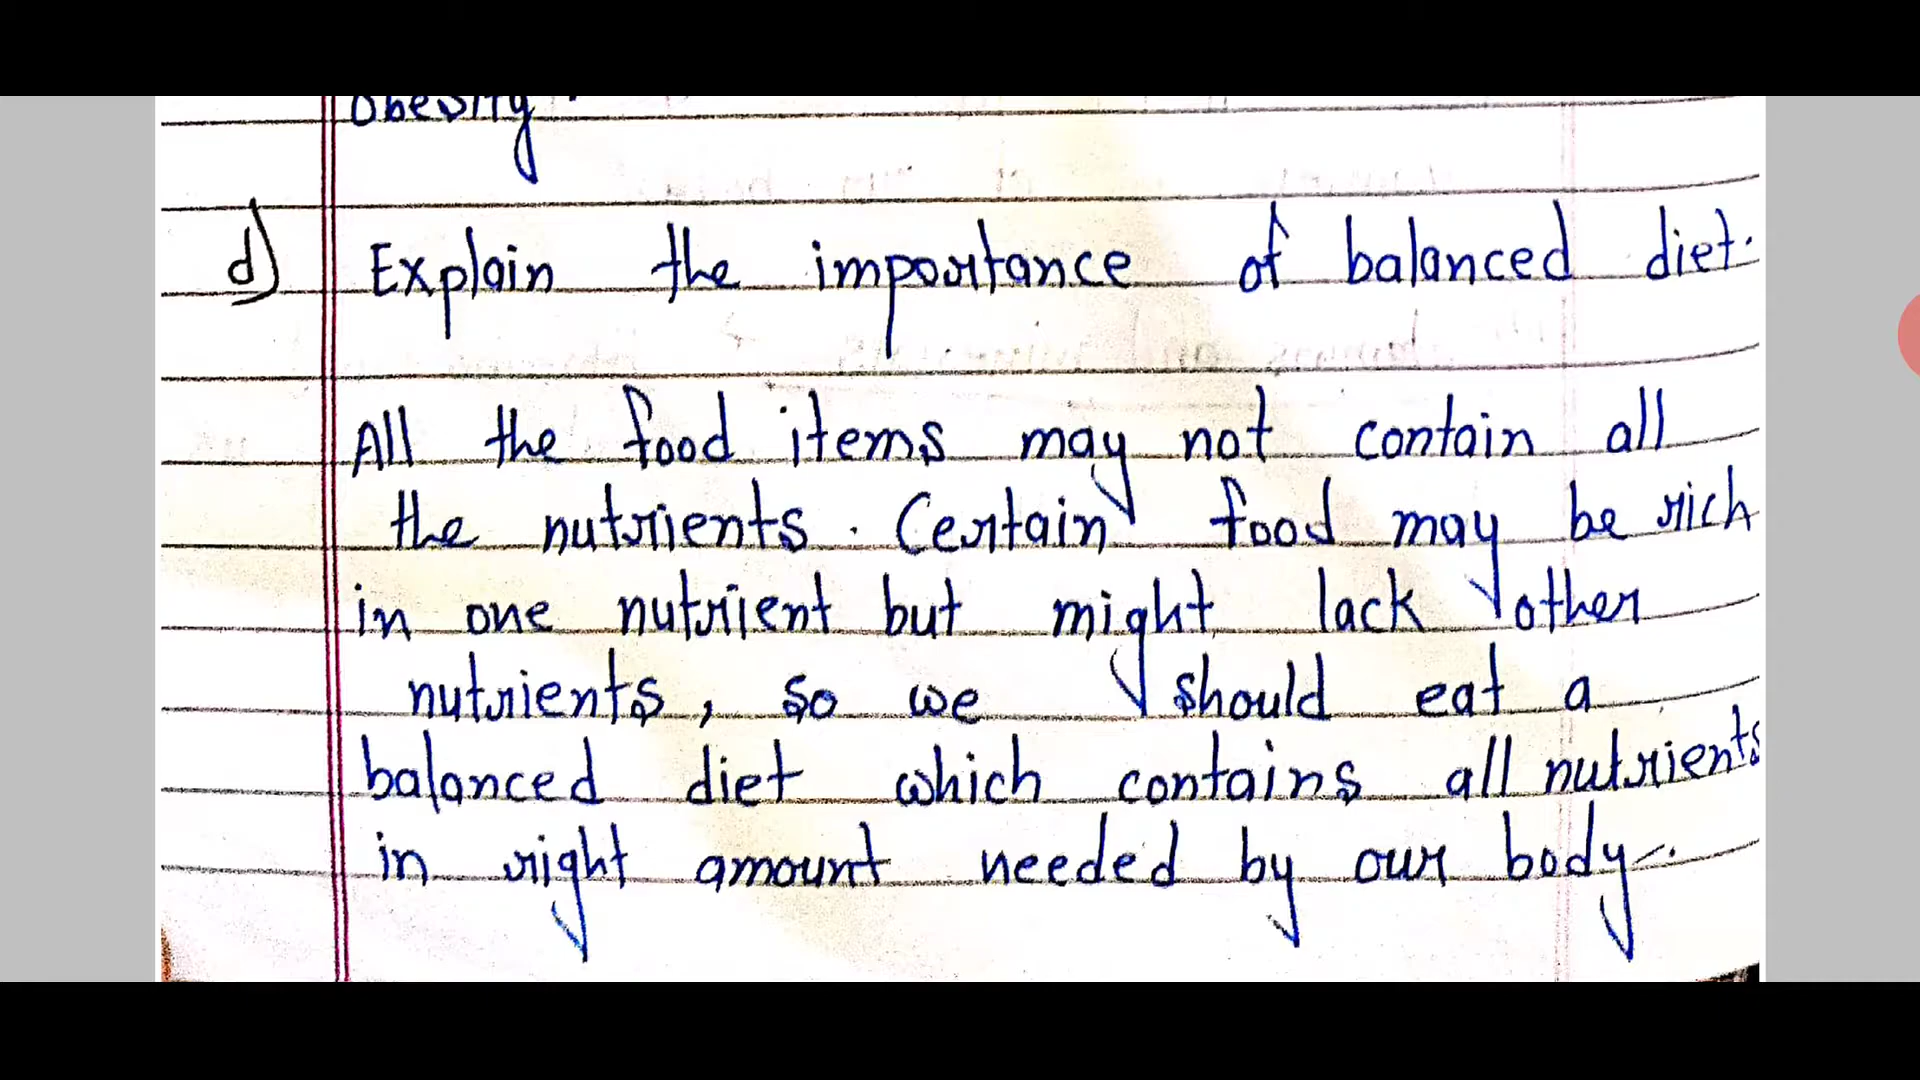 obesity.
d) Explain the importance of balanced diet.
All the food items may not contain all
the nutrients. Certain food may be rich
in one nutrient but might lack other
nutrients, so we should eat a
balanced diet which contains all nutrients
in right amount needed by our body.